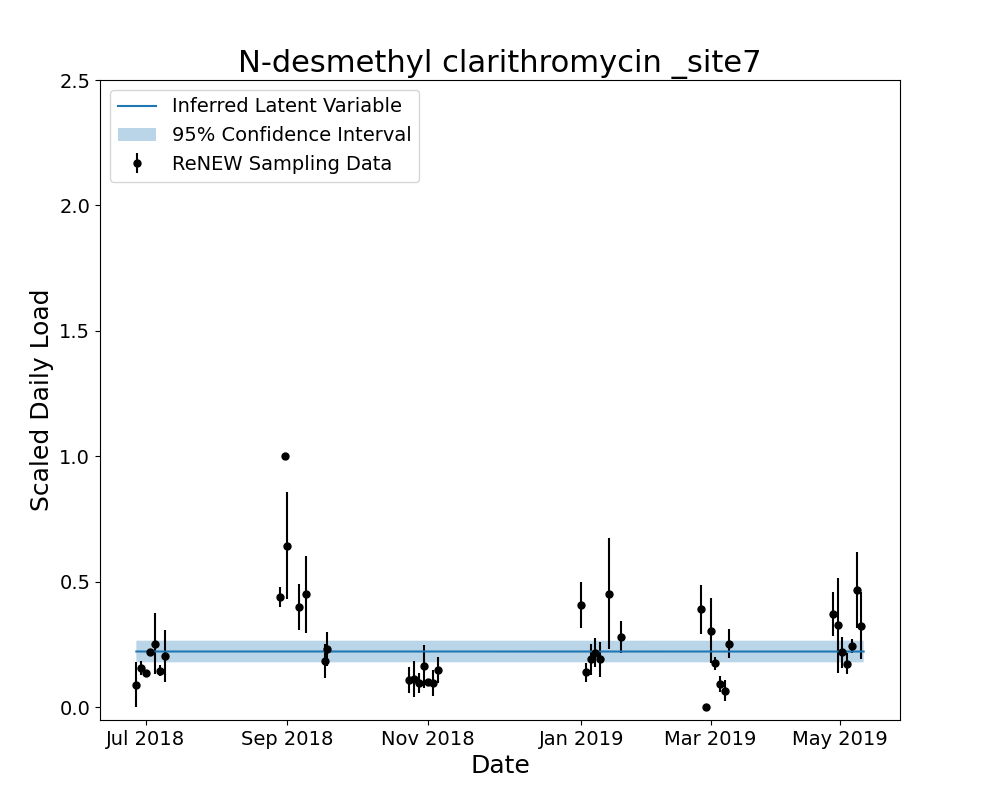 N-desmethyl clarithromycin _site7
Inferred Latent Variable
95% Confidence Interval
ReNEW Sampling Data
Scaled Daily Load
2.5
2.0
1.5
1.0
0.5
0.0
Jul 2018 Sep 2018 Nov 2018 Jan 2019 Mar 2019 May 2019
Date